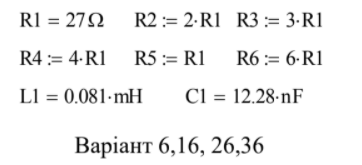 R1 = 27Ω R2 := 2·R1 R3 := 3·R1
R4 := 4·R1 R5 := R1 R6 := 6·R1
L1 = 0.081·mH C1 = 12.28·nF
Варіант 6,16, 26,36